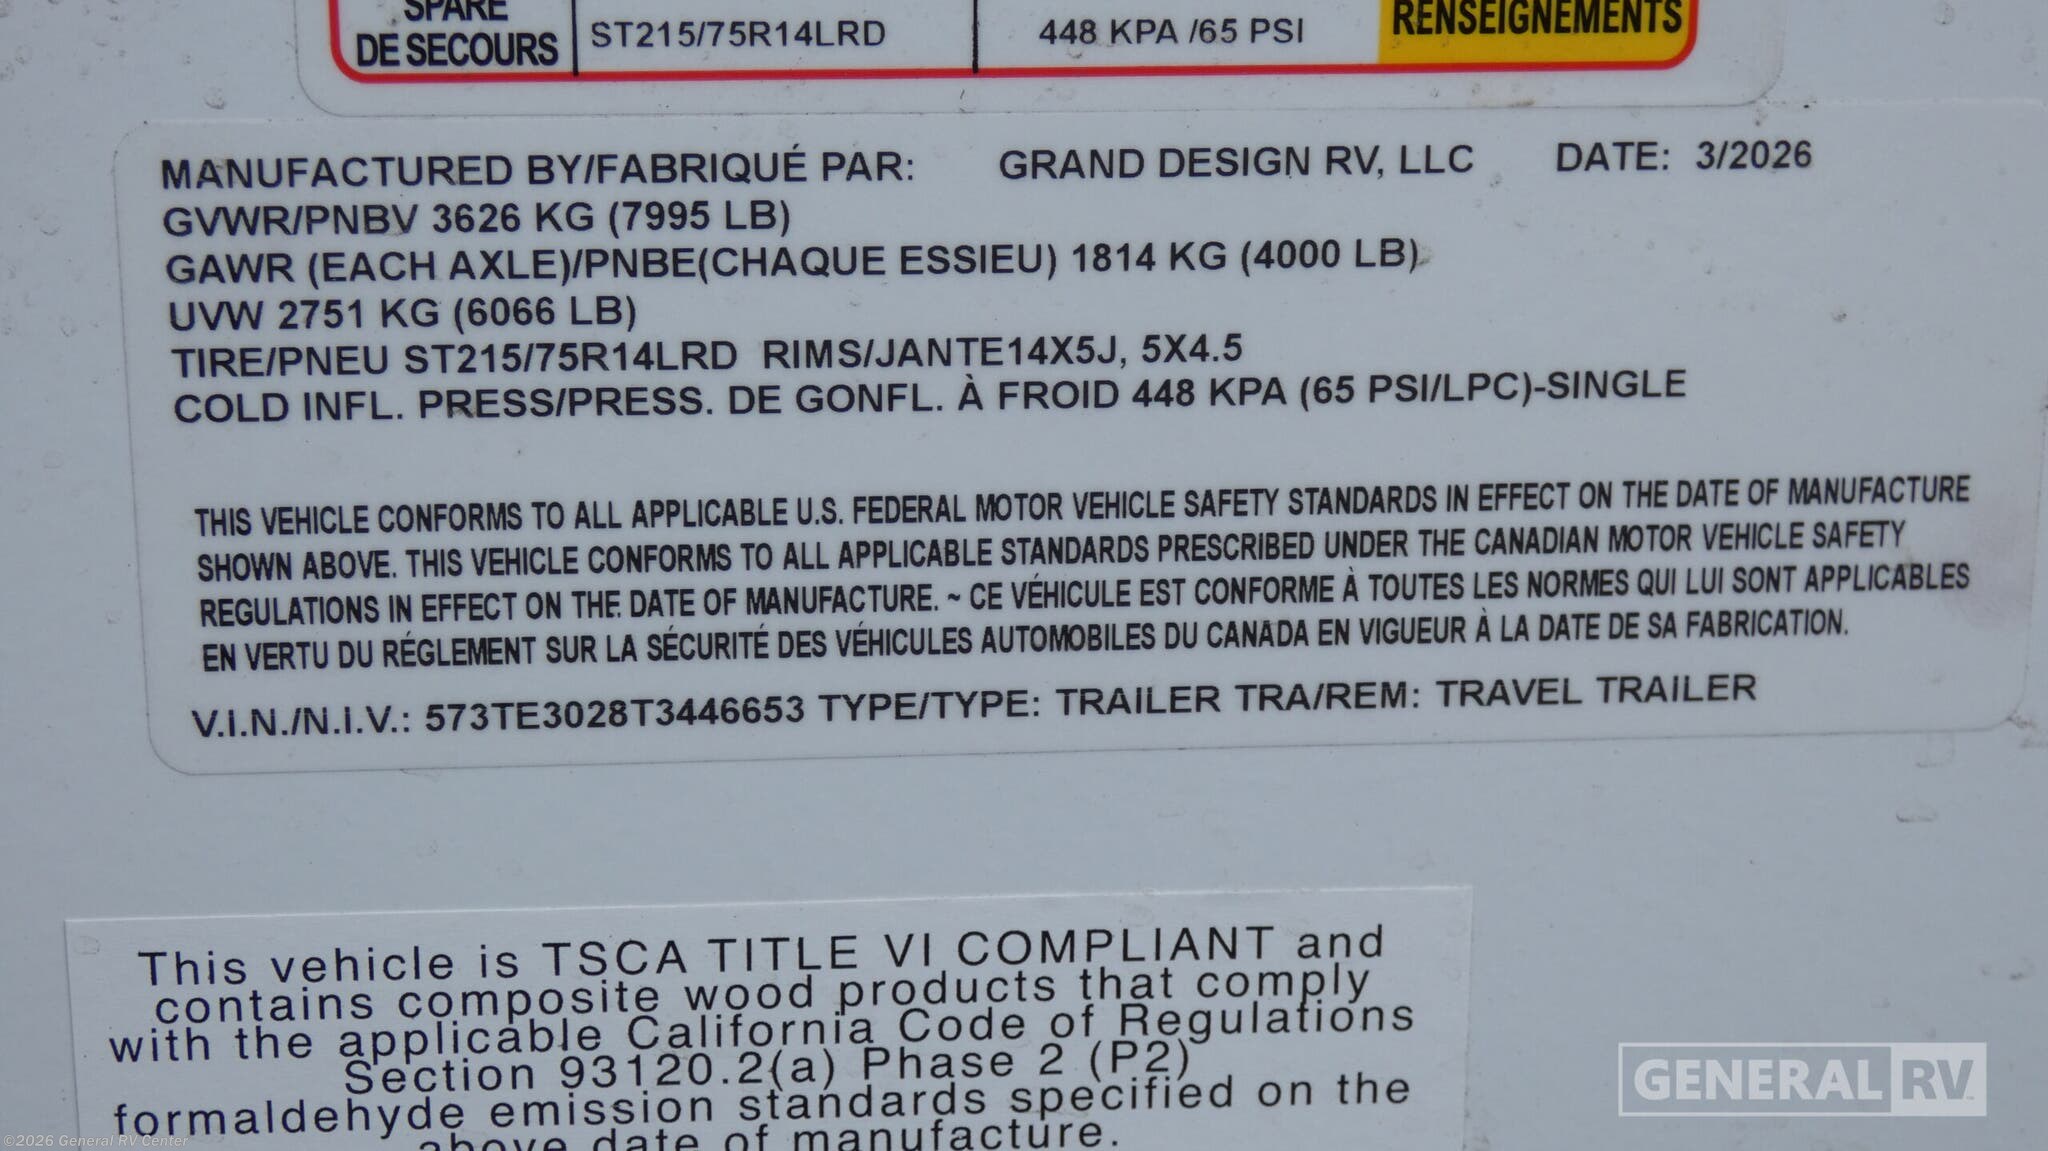 SPARE
DE SECOURS
ST215/75R14LRD
448 KPA /65 PSI
RENSEIGNEMENTS
MANUFACTURED BY/FABRIQUÉ PAR: GRAND DESIGN RV, LLC DATE: 3/2026
GVWR/PNBV 3626 KG (7995 LB)
GAWR (EACH AXLE)/PNBE(CHAQUE ESSIEU) 1814 KG (4000 LB)
UVW 2751 KG (6066 LB)
TIRE/PNEU ST215/75R14LRD RIMS/JANTE14X5J, 5X4.5
COLD INFL. PRESS/PRESS. DE GONFL. À FROID 448 KPA (65 PSI/LPC)-SINGLE
THIS VEHICLE CONFORMS TO ALL APPLICABLE U.S. FEDERAL MOTOR VEHICLE SAFETY STANDARDS IN EFFECT ON THE DATE OF MANUFACTURE
SHOWN ABOVE. THIS VEHICLE CONFORMS TO ALL APPLICABLE STANDARDS PRESCRIBED UNDER THE CANADIAN MOTOR VEHICLE SAFETY
REGULATIONS IN EFFECT ON THE DATE OF MANUFACTURE. ~ CE VÉHICULE EST CONFORME À TOUTES LES NORMES QUI LUI SONT APPLICABLES
EN VERTU DU RÉGLEMENT SUR LA SÉCURITÉ DES VÉHICULES AUTOMOBILES DU CANADA EN VIGUEUR À LA DATE DE SA FABRICATION.
V.I.N./N.I.V.: 573TE3028T3446653 TYPE/TYPE: TRAILER TRA/REM: TRAVEL TRAILER
This vehicle is TSCA TITLE VI COMPLIANT and
contains composite wood products that comply
with the applicable California Code of Regulations
Section 93120.2(a) Phase 2 (P2)
formaldehyde emission standards specified on the
above date of manufacture.
GENERAL RV
©2026 General RV Center